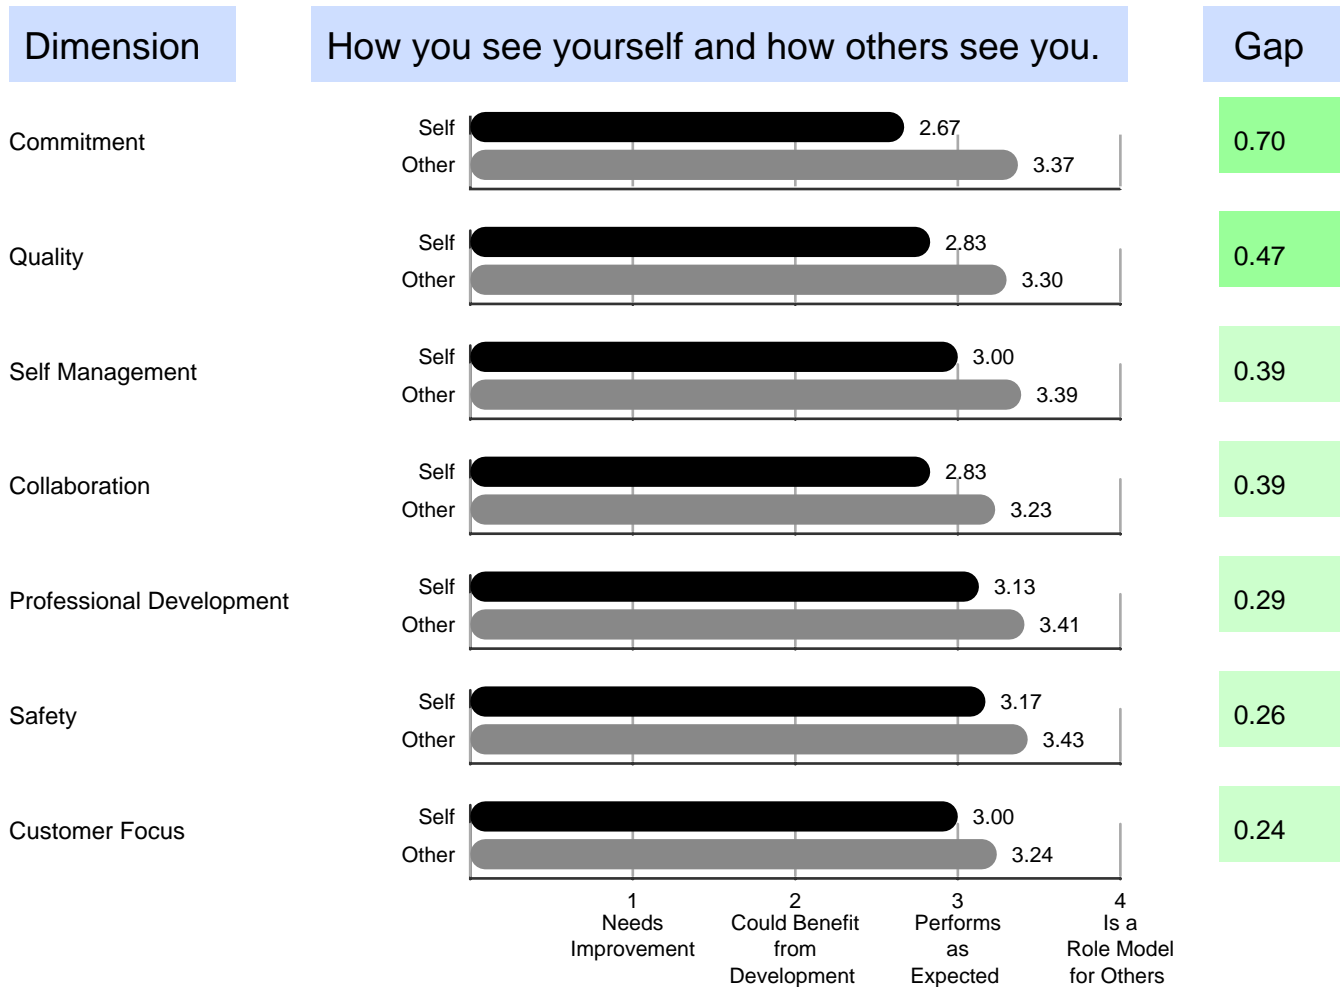 Dimension How you see yourself and how others see you. Gap
Self 2.67
Commitment 0.70
Other 3.37
Self 2.83
Quality 0.47
Other 3.30
Self 3.00
Self Management 0.39
Other 3.39
Self 2.83
Collaboration 0.39
Other 3.23
Self 3.13
Professional Development 0.29
Other 3.41
Self 3.17
Safety 0.26
Other 3.43
Self 3.00
Customer Focus 0.24
Other 3.24
1 2 3 4
Needs Could Benefit Performs Is a
Improvement from as Role Model
Development Expected for Others